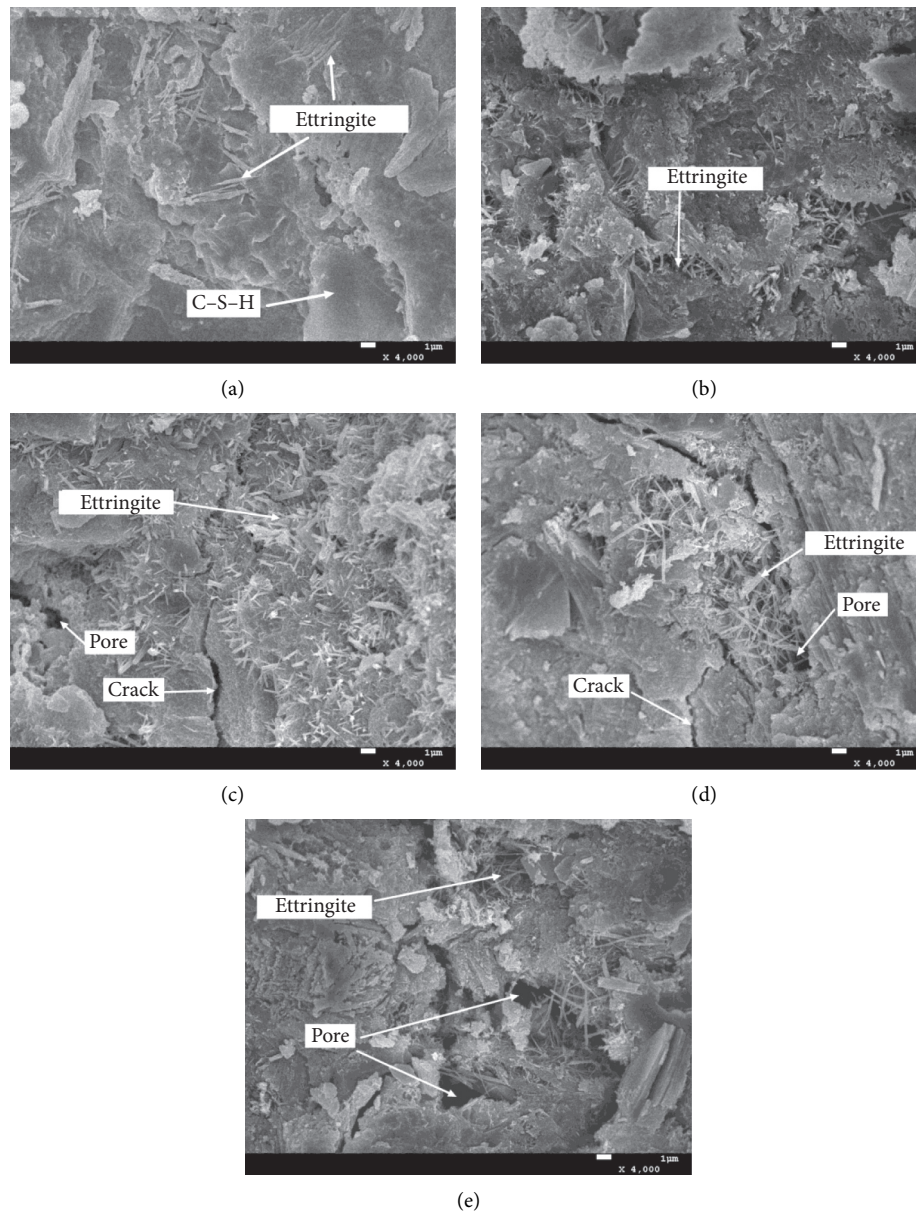 Ettringite
C–S–H
1μm
X 4,000
(a)
Ettringite
1μm
X 4,000
(b)
Ettringite
Pore
Crack
1μm
X 4,000
(c)
Ettringite
Pore
Crack
1μm
X 4,000
(d)
Ettringite
Pore
1μm
X 4,000
(e)